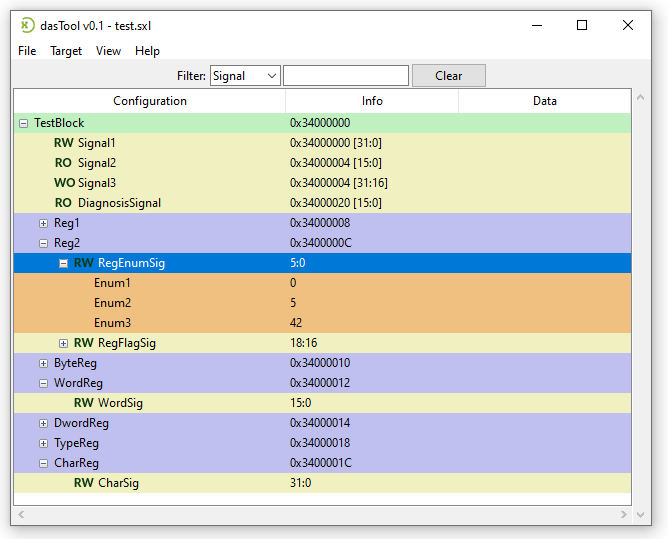 dasTool v0.1 - test.sxl
File Target View Help
Filter: Signal Clear
Configuration Info Data
TestBlock 0x34000000
RW Signal1 0x34000000 [31:0]
RO Signal2 0x34000004 [15:0]
WO Signal3 0x34000004 [31:16]
RO DiagnosisSignal 0x34000020 [15:0]
Reg1 0x34000008
Reg2 0x3400000C
RW RegEnumSig 5:0
Enum1 0
Enum2 5
Enum3 42
RW RegFlagSig 18:16
ByteReg 0x34000010
WordReg 0x34000012
RW WordSig 15:0
DwordReg 0x34000014
TypeReg 0x34000018
CharReg 0x3400001C
RW CharSig 31:0